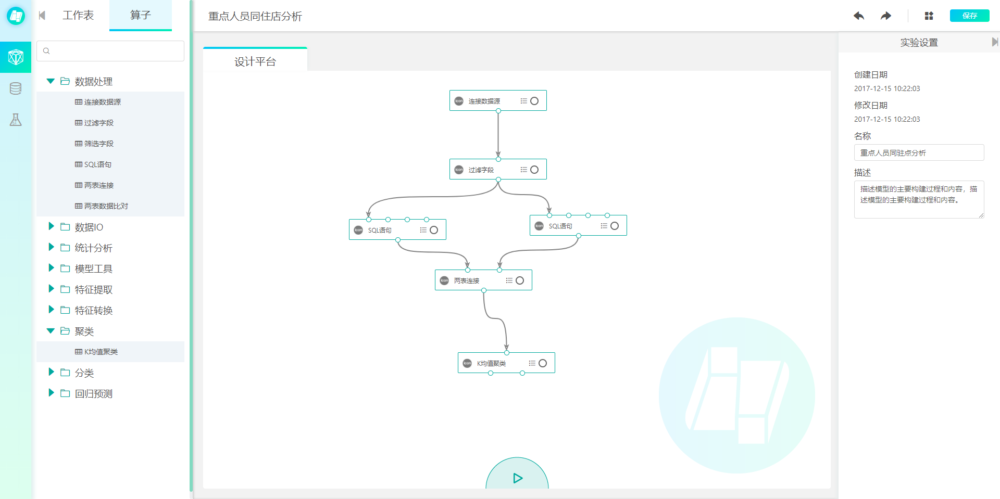 工作表
算子
重点人员同住店分析
保存
数据处理
连接数据源
过滤字段
筛选字段
SQL语句
两表连接
两表数据比对
数据IO
统计分析
模型工具
特征提取
特征转换
聚类
K均值聚类
分类
回归预测
设计平台
icon 连接数据源
icon 过滤字段
icon SQL语句
icon SQL语句
icon 两表连接
icon K均值聚类
实验设置
创建日期
2017-12-15 10:22:03
修改日期
2017-12-15 10:22:03
名称
重点人员同驻点分析
描述
描述模型的主要构建过程和内容，描
述模型的主要构建过程和内容。